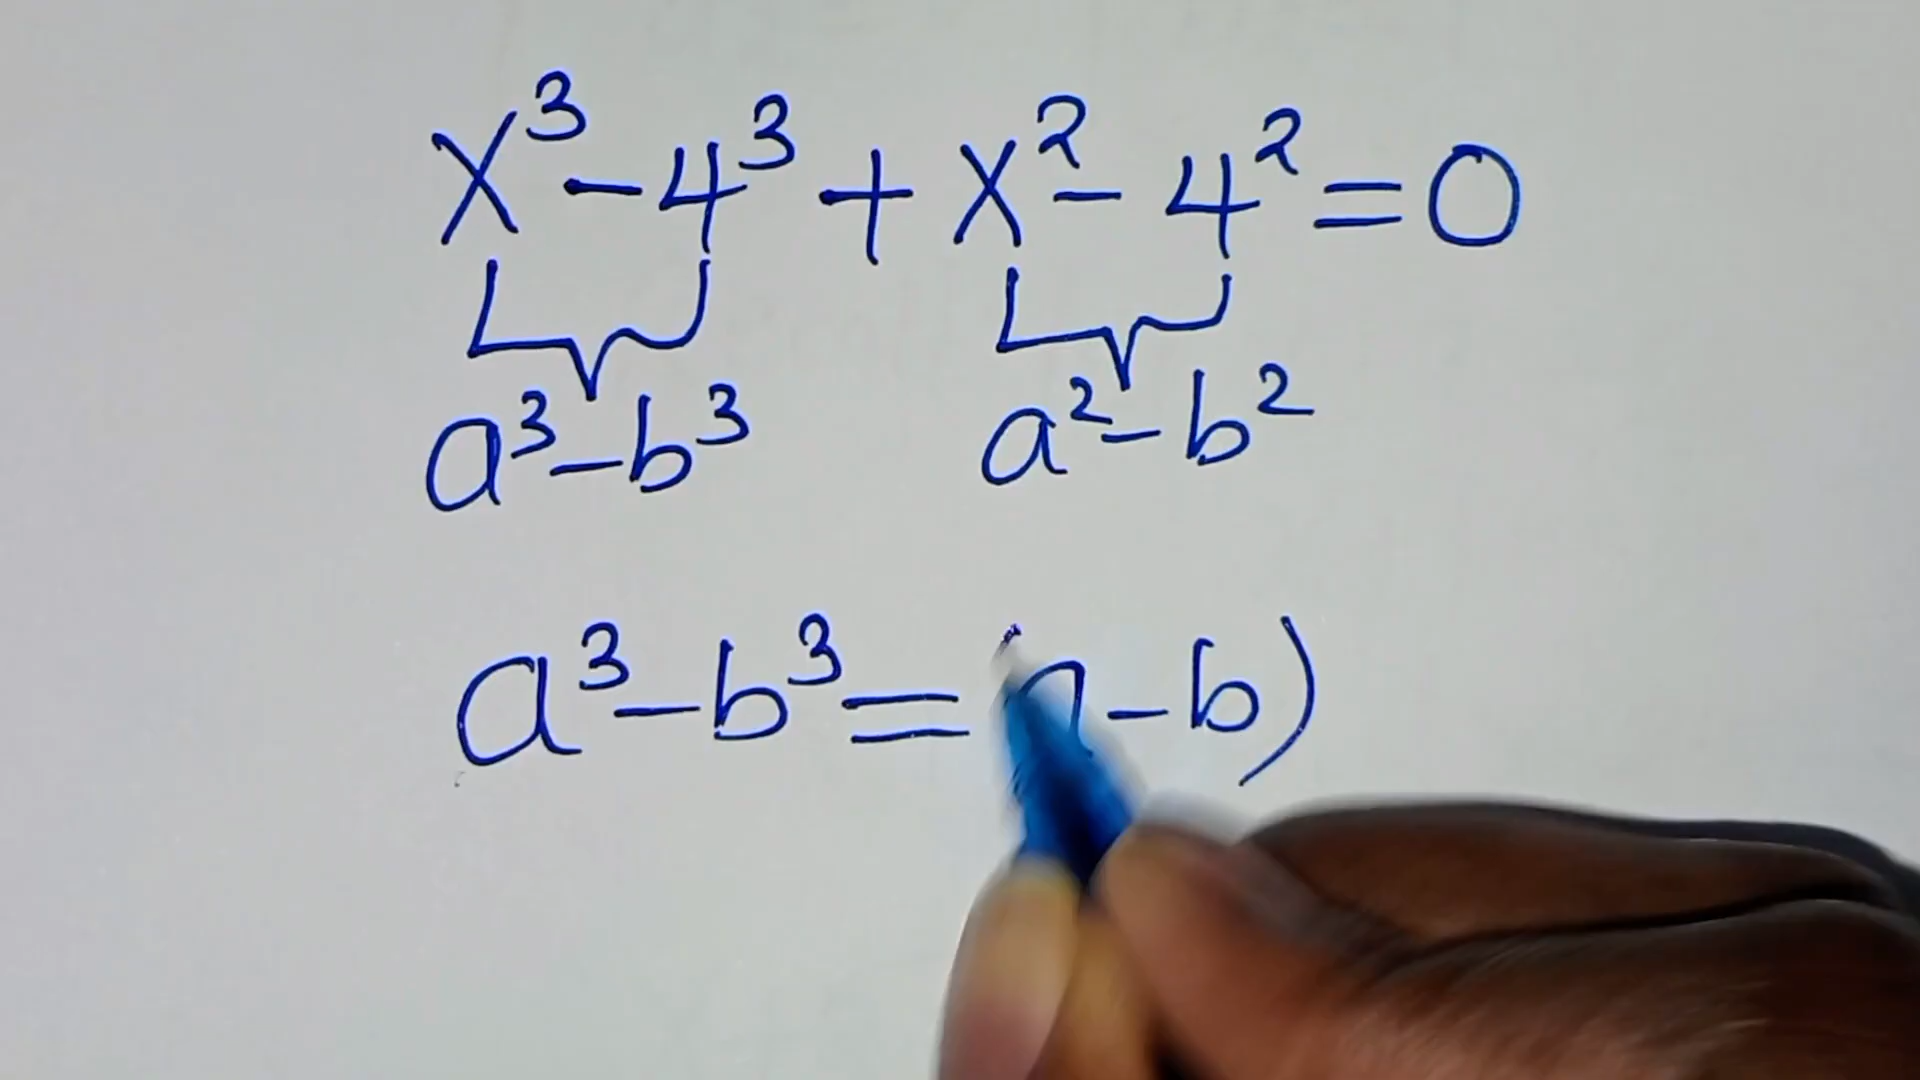 x³ - 4³ + x² - 4² = 0
a³ - b³ a² - b²
a³ - b³ = a - b)